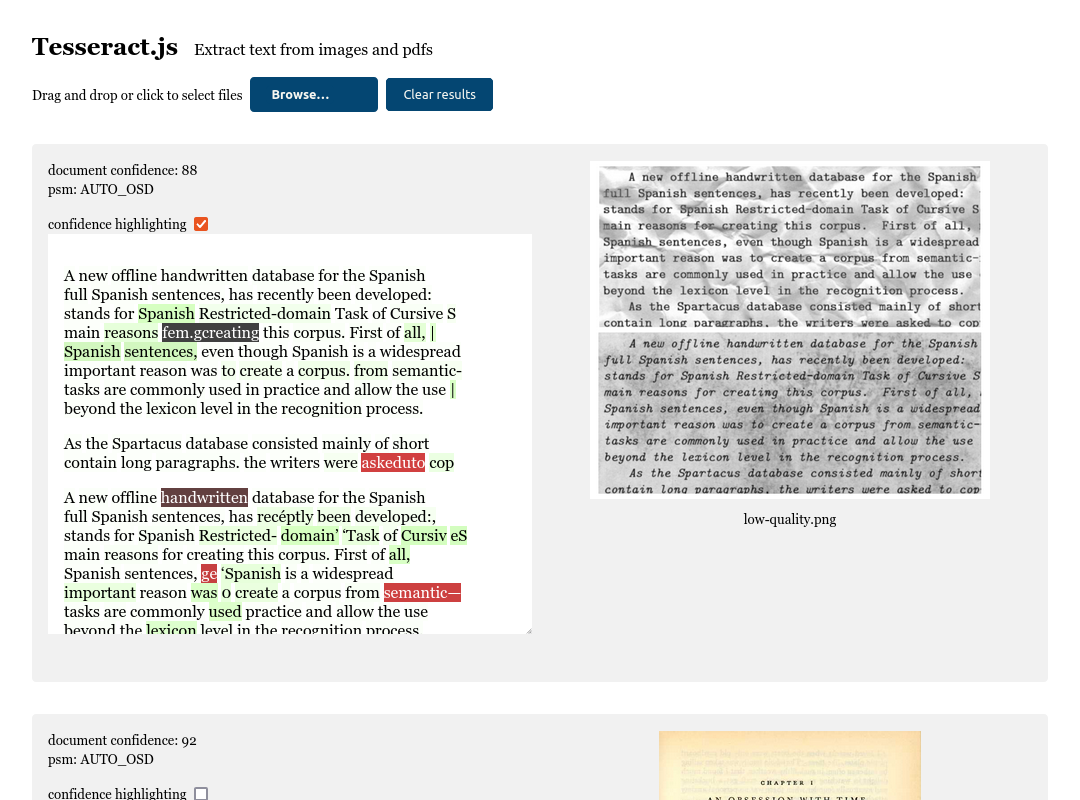 Tesseract.js Extract text from images and pdfs
Drag and drop or click to select files Browse... Clear results
document confidence: 88
psm: AUTO_OSD
confidence highlighting
A new offline handwritten database for the Spanish
full Spanish sentences, has recently been developed:
stands for Spanish Restricted-domain Task of Cursive S
main reasons fem.gcreating this corpus. First of all, |
Spanish sentences, even though Spanish is a widespread
important reason was to create a corpus. from semantic-
tasks are commonly used in practice and allow the use |
beyond the lexicon level in the recognition process.
As the Spartacus database consisted mainly of short
contain long paragraphs. the writers were askeduto cop
A new offline handwritten database for the Spanish
full Spanish sentences, has recéptly been developed:,
stands for Spanish Restricted- domain’ ‘Task of Cursiv eS
main reasons for creating this corpus. First of all,
Spanish sentences, ge ‘Spanish is a widespread
important reason was 0 create a corpus from semantic—
tasks are commonly used practice and allow the use
beyond the lexicon level in the recognition process
A new offline handwritten database for the Spanish
full Spanish sentences, has recently been developed:
stands for Spanish Restricted-domain Task of Cursive S
main reasons for creating this corpus. First of all,
Spanish sentences, even though Spanish is a widespread
important reason was to create a corpus from semantic-
tasks are commonly used in practice and allow the use
beyond the lexicon level in the recognition process.
As the Spartacus database consisted mainly of short
contain long paragraphs, the writers were asked to cop
A new offline handwritten database for the Spanish
full Spanish sentences, has recently been developed:
stands for Spanish Restricted-domain Task of Cursive S
main reasons for creating this corpus. First of all,
Spanish sentences, even though Spanish is a widespread
important reason was to create a corpus from semantic-
tasks are commonly used in practice and allow the use
beyond the lexicon level in the recognition process.
As the Spartacus database consisted mainly of short
contain long paragraphs, the writers were asked to cop
low-quality.png
document confidence: 92
psm: AUTO_OSD
confidence highlighting
CHAPTER I
AN OBSESSION WITH TIME